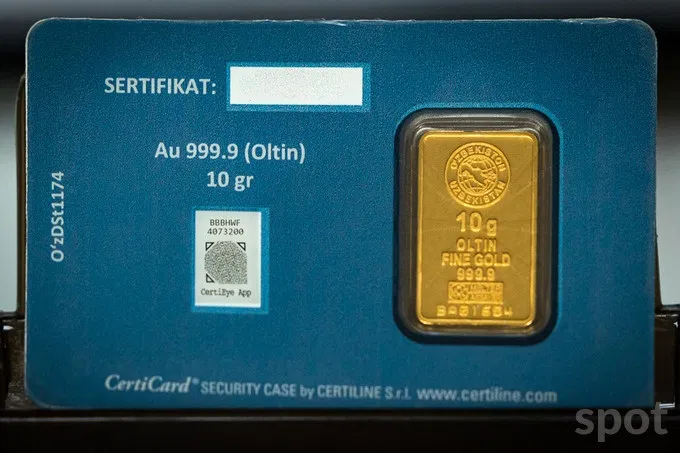 SERTIFIKAT:
Au 999.9 (Oltin)
10 gr
O‘zDSt1174
BBBHWF
4073200
CertiEye App
O'ZBEKISTON
UZBEKISTAN
10g
OLTIN
FINE GOLD
999.9
CertiCard® SECURITY CASE by CERTILINE S.r.l. www.certiline.com
spot